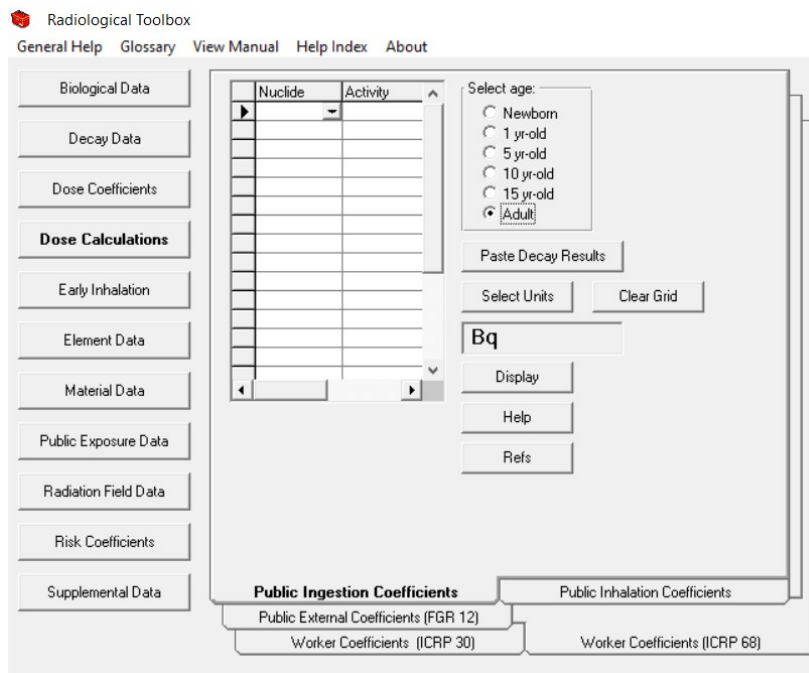 Radiological Toolbox
General Help Glossary View Manual Help Index About
Biological Data
Decay Data
Dose Coefficients
Dose Calculations
Early Inhalation
Element Data
Material Data
Public Exposure Data
Radiation Field Data
Risk Coefficients
Supplemental Data
Nuclide Activity
Select age:
Newborn
1 yr-old
5 yr-old
10 yr-old
15 yr-old
Adult
Paste Decay Results
Select Units Clear Grid
Bq
Display
Help
Refs
Public Ingestion Coefficients Public Inhalation Coefficients
Public External Coefficients (FGR 12)
Worker Coefficients (ICRP 30) Worker Coefficients (ICRP 68)